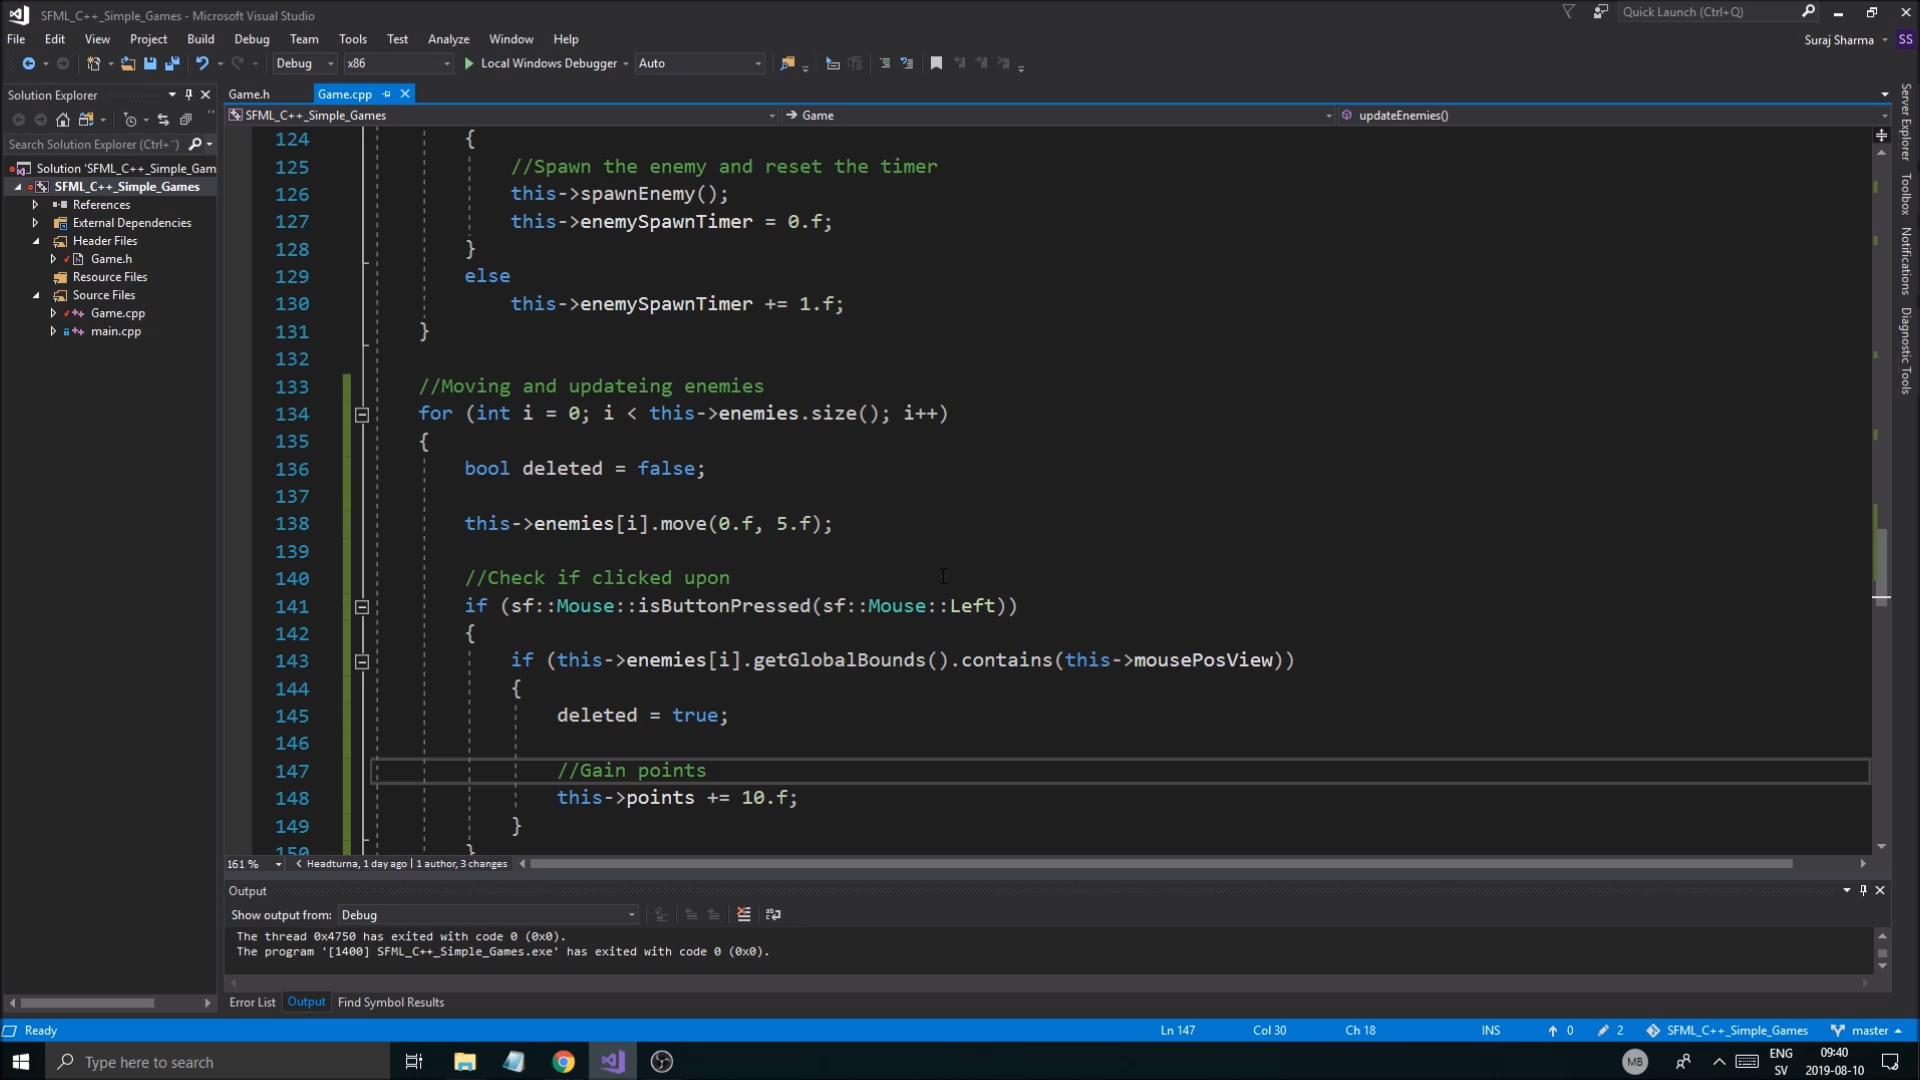 SFML_C++_Simple_Games - Microsoft Visual Studio
Quick Launch (Ctrl+Q)
File Edit View Project Build Debug Team Tools Test Analyze Window Help
Suraj Sharma SS
Debug x86 Local Windows Debugger Auto
Solution Explorer
Game.h Game.cpp
SFML_C++_Simple_Games Game updateEnemies()
Search Solution Explorer (Ctrl+¨)
Solution 'SFML_C++_Simple_Gam
SFML_C++_Simple_Games
References
External Dependencies
Header Files
Game.h
Resource Files
Source Files
Game.cpp
main.cpp
Server Explorer
Toolbox
Notifications
Diagnostic Tools
124 {
125 //Spawn the enemy and reset the timer
126 this->spawnEnemy();
127 this->enemySpawnTimer = 0.f;
128 }
129 else
130 this->enemySpawnTimer += 1.f;
131 }
132
133 //Moving and updateing enemies
134 for (int i = 0; i < this->enemies.size(); i++)
135 {
136 bool deleted = false;
137
138 this->enemies[i].move(0.f, 5.f);
139
140 //Check if clicked upon
141 if (sf::Mouse::isButtonPressed(sf::Mouse::Left))
142 {
143 if (this->enemies[i].getGlobalBounds().contains(this->mousePosView))
144 {
145 deleted = true;
146
147 //Gain points
148 this->points += 10.f;
149 }
150 }
161 % Headturna, 1 day ago | 1 author, 3 changes
Output
Show output from: Debug
The thread 0x4750 has exited with code 0 (0x0).
The program '[1400] SFML_C++_Simple_Games.exe' has exited with code 0 (0x0).
Error List Output Find Symbol Results
Ready Ln 147 Col 30 Ch 18 INS 0 2 SFML_C++_Simple_Games master
Type here to search
MB
ENG
SV
09:40
2019-08-10